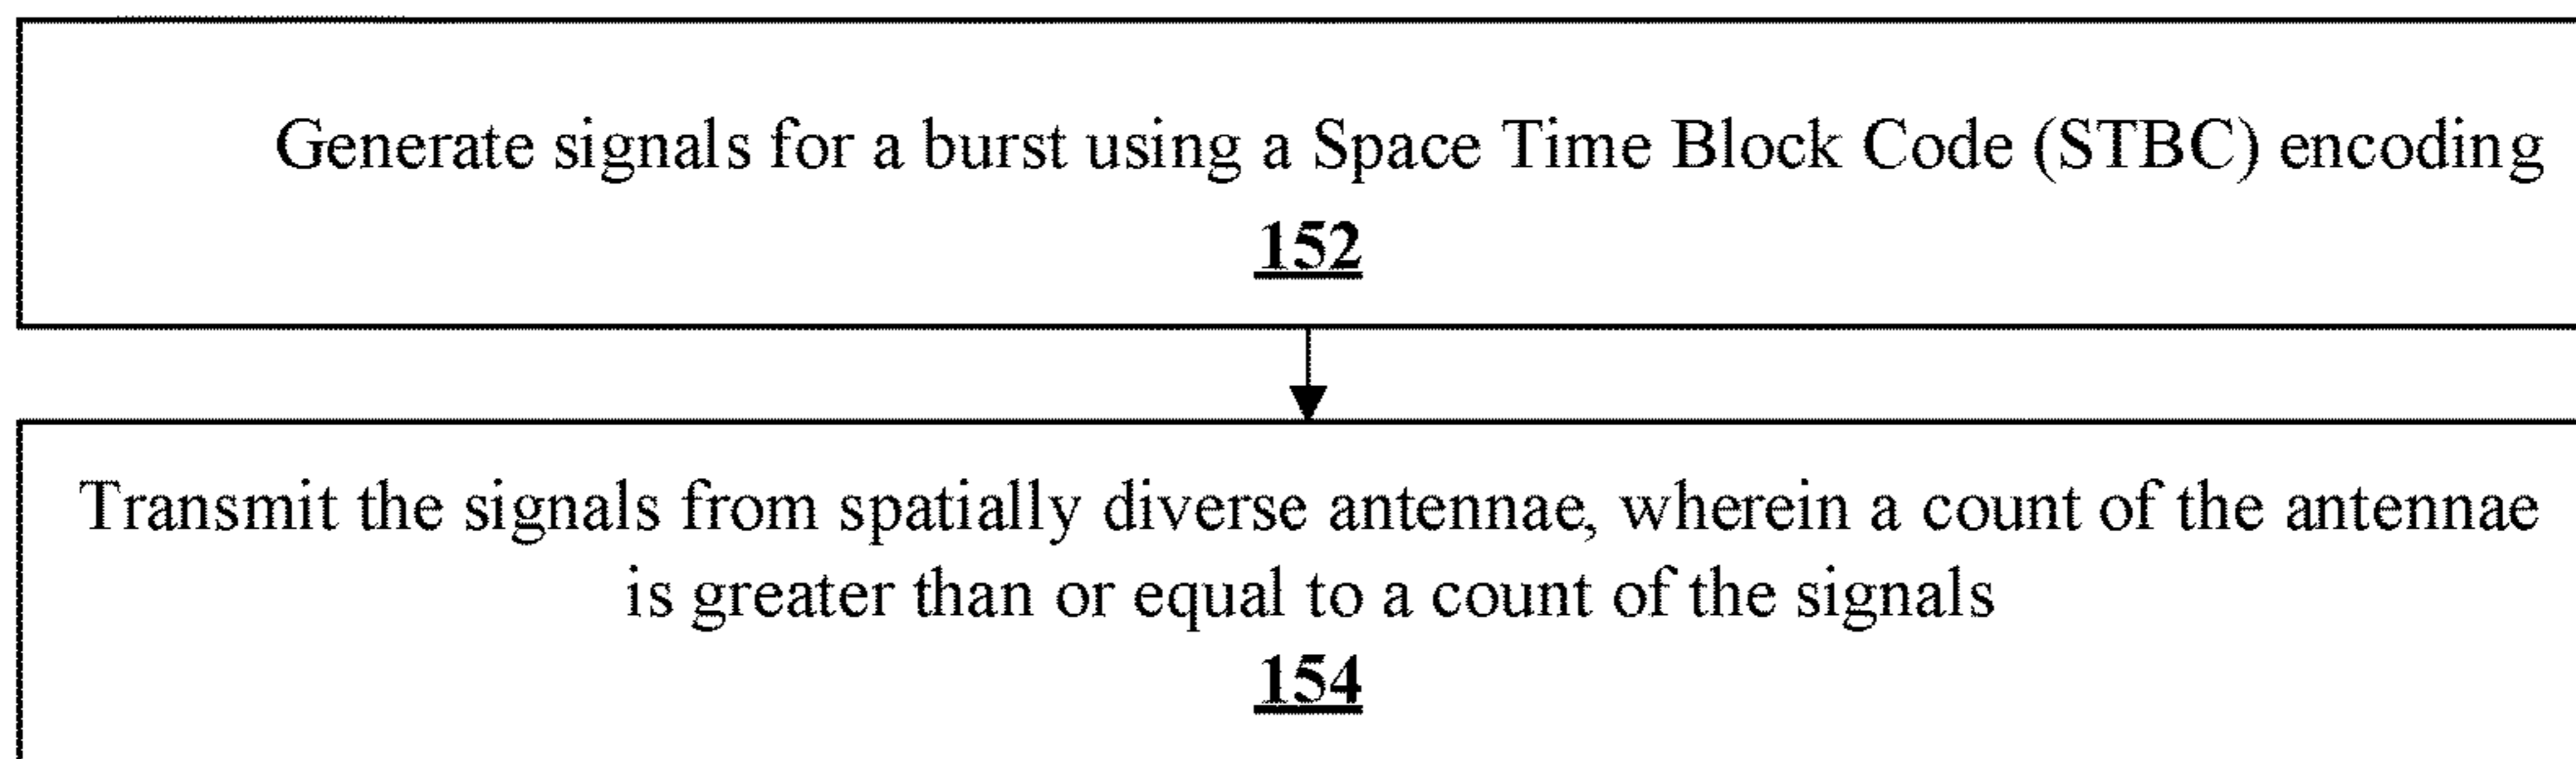 Generate signals for a burst using a Space Time Block Code (STBC) encoding
152
Transmit the signals from spatially diverse antennae, wherein a count of the antennae
is greater than or equal to a count of the signals
154